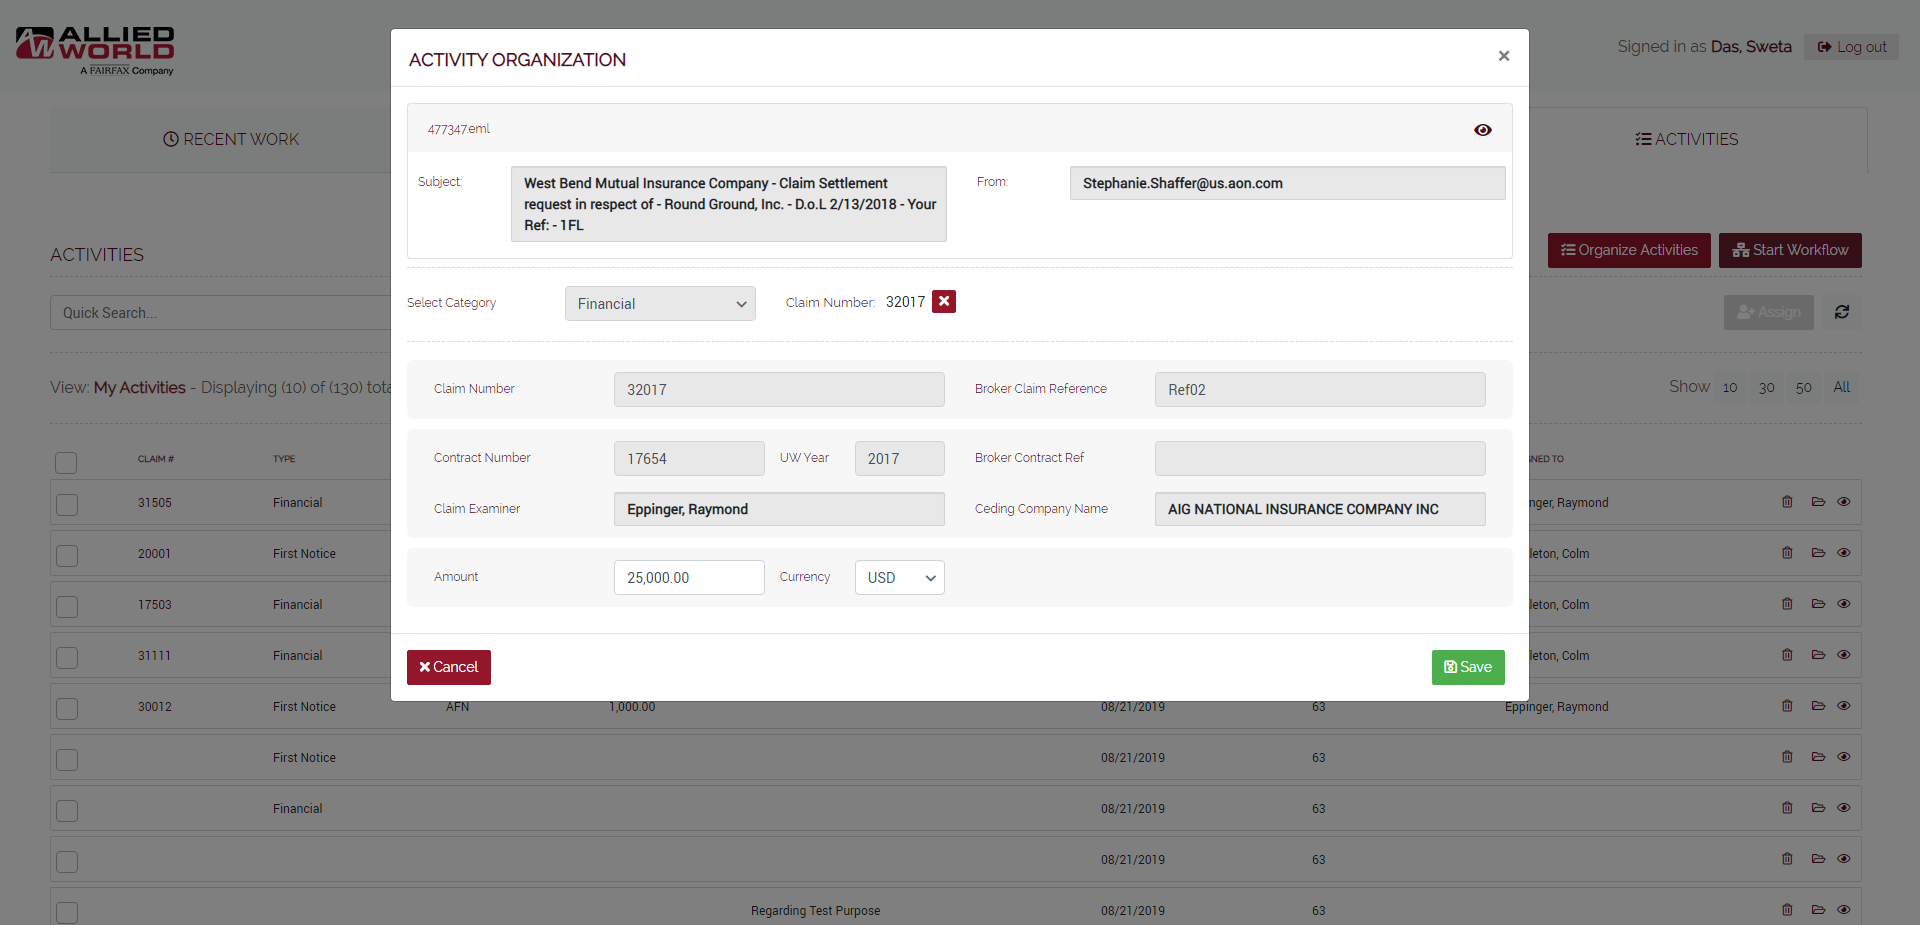 ALLIED
WORLD
A FAIRFAX Company
Signed in as Das, Sweta
Log out
RECENT WORK
ACTIVITIES
ACTIVITIES
Organize Activities
Start Workflow
Quick Search...
Assign
View: My Activities - Displaying (10) of (130) tota
Show 10 30 50 All
CLAIM # TYPE NED TO
31505 Financial nger, Raymond
20001 First Notice leton, Colm
17503 Financial leton, Colm
31111 Financial leton, Colm
30012 First Notice AFN 1,000.00 08/21/2019 63 Eppinger, Raymond
First Notice 08/21/2019 63
Financial 08/21/2019 63
08/21/2019 63
Regarding Test Purpose 08/21/2019 63
ACTIVITY ORGANIZATION
×
477347.eml
Subject:
West Bend Mutual Insurance Company - Claim Settlement
request in respect of - Round Ground, Inc. - D.o.L 2/13/2018 - Your
Ref: - 1FL
From:
Stephanie.Shaffer@us.aon.com
Select Category Financial Claim Number: 32017
Claim Number 32017 Broker Claim Reference Ref02
Contract Number 17654 UW Year 2017 Broker Contract Ref
Claim Examiner Eppinger, Raymond Ceding Company Name AIG NATIONAL INSURANCE COMPANY INC
Amount 25,000.00 Currency USD
Cancel
Save